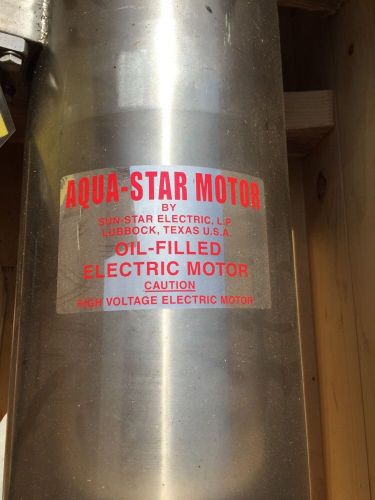 AQUA-STAR MOTOR
BY
SUN-STAR ELECTRIC, L.P.
LUBBOCK, TEXAS U.S.A.
OIL-FILLED
ELECTRIC MOTOR
CAUTION
HIGH VOLTAGE ELECTRIC MOTOR